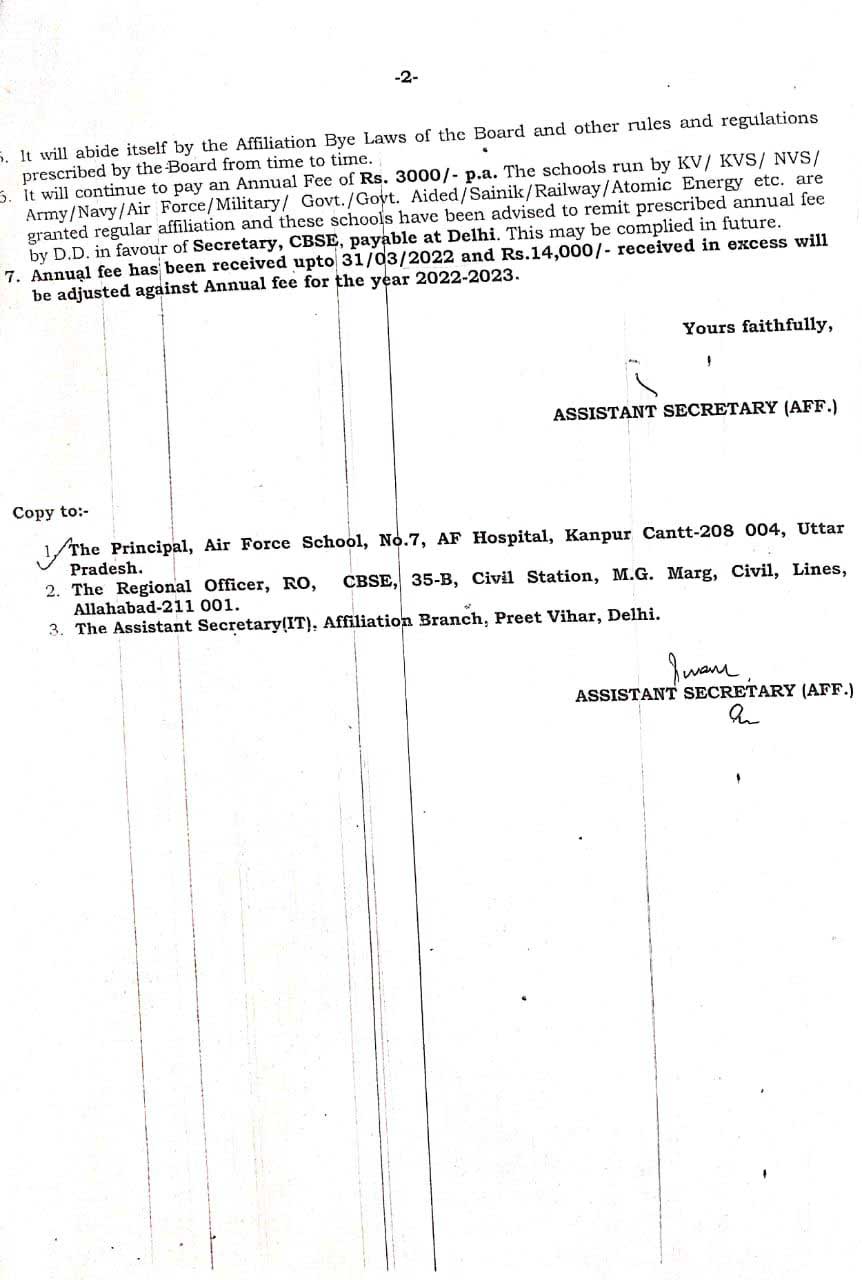 -2-
5. It will abide itself by the Affiliation Bye Laws of the Board and other rules and regulations
prescribed by the Board from time to time.
6. It will continue to pay an Annual Fee of Rs. 3000/- p.a. The schools run by KV/ KVS/ NVS/
Army/Navy/Air Force/Military/ Govt./Govt. Aided/Sainik/Railway/Atomic Energy etc. are
granted regular affiliation and these schools have been advised to remit prescribed annual fee
by D.D. in favour of Secretary, CBSE, payable at Delhi. This may be complied in future.
7. Annual fee has been received upto 31/03/2022 and Rs.14,000/- received in excess will
be adjusted against Annual fee for the year 2022-2023.
Yours faithfully,
ASSISTANT SECRETARY (AFF.)
Copy to:-
1. The Principal, Air Force School, No.7, AF Hospital, Kanpur Cantt-208 004, Uttar
Pradesh.
2. The Regional Officer, RO, CBSE, 35-B, Civil Station, M.G. Marg, Civil, Lines,
Allahabad-211 001.
3. The Assistant Secretary(IT), Affiliation Branch, Preet Vihar, Delhi.
ASSISTANT SECRETARY (AFF.)